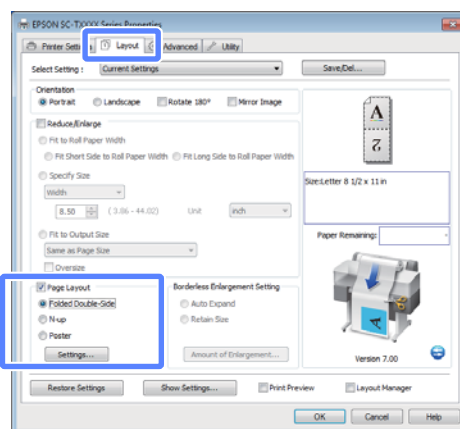 EPSON SC-TXXXX Series Properties
Printer Settings Layout Advanced Utility
Select Setting : Current Settings Save/Del...
Orientation
Portrait Landscape Rotate 180° Mirror Image
Reduce/Enlarge
Fit to Roll Paper Width
Fit Short Side to Roll Paper Width Fit Long Side to Roll Paper Width
Specify Size
Width
8.50 ( 3.86 - 44.02) Unit inch
Fit to Output Size
Same as Page Size
Oversize
Page Layout
Folded Double-Side
N-up
Poster
Settings...
Borderless Enlargement Setting
Auto Expand
Retain Size
Amount of Enlargement...
A
2
Size:Letter 8 1/2 x 11 in
Paper Remaining: -
A
Version 7.00
Restore Settings Show Settings... Print Preview Layout Manager
OK Cancel Help